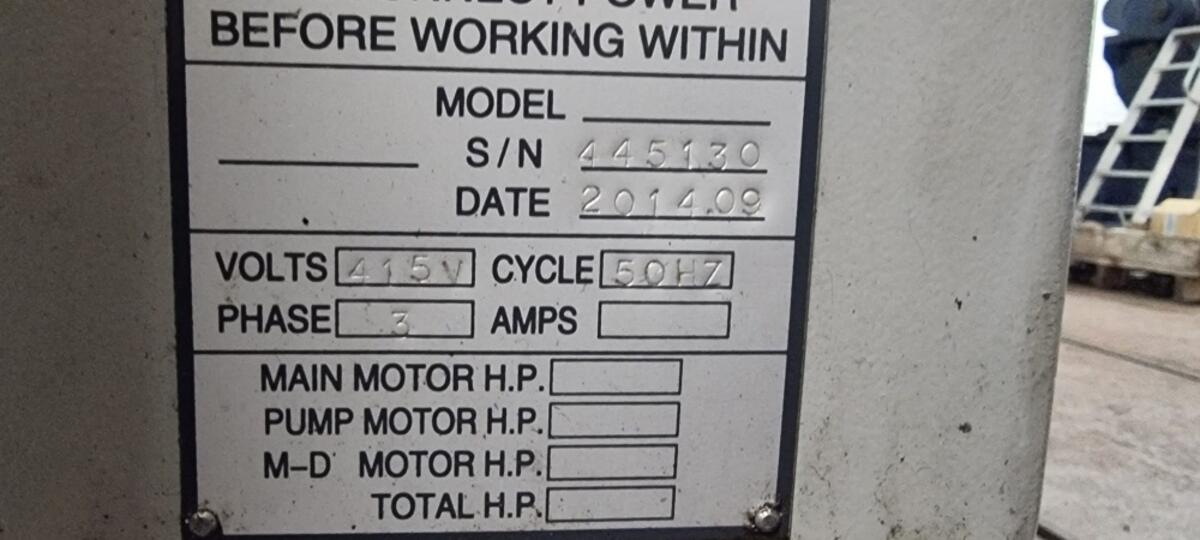 BEFORE WORKING WITHIN
MODEL
S/N 445130
DATE 2014.09
VOLTS 415V CYCLE 50HZ
PHASE 3 AMPS
MAIN MOTOR H.P.
PUMP MOTOR H.P.
M-D MOTOR H.P.
TOTAL H.P.